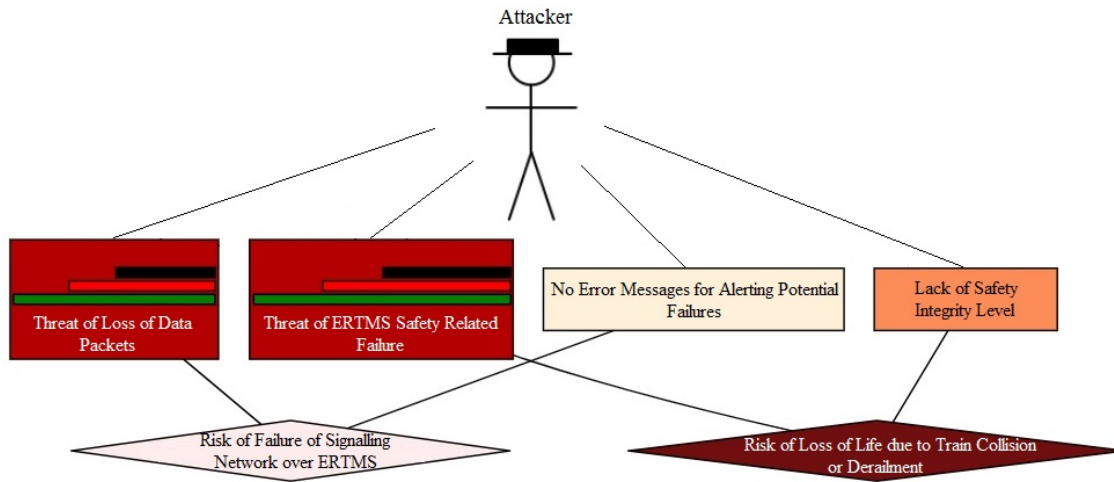 Attacker
Threat of Loss of Data
Packets
Threat of ERTMS Safety Related
Failure
No Error Messages for Alerting Potential
Failures
Lack of Safety
Integrity Level
Risk of Failure of Signalling
Network over ERTMS
Risk of Loss of Life due to Train Collision
or Derailment